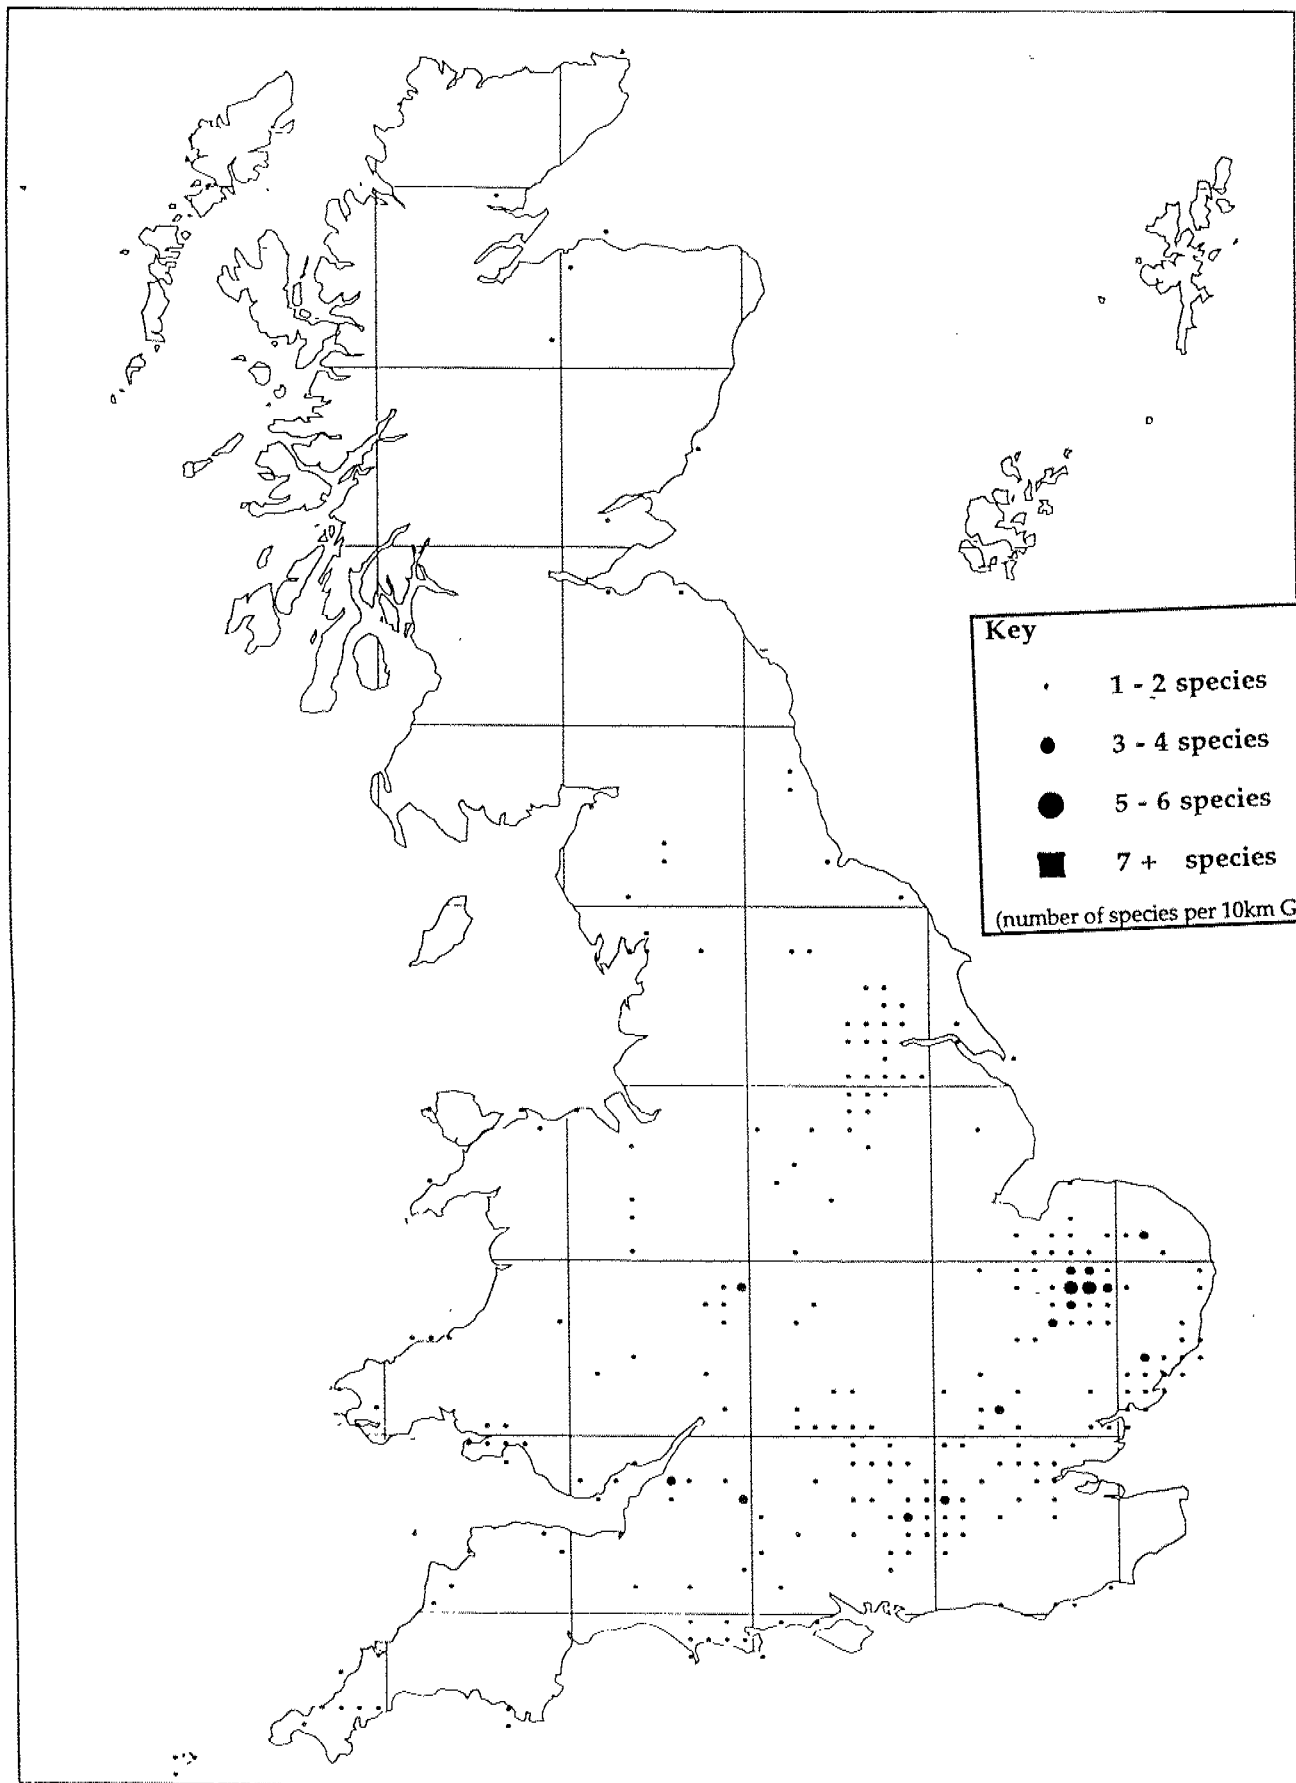 Key
1 - 2 species
3 - 4 species
5 - 6 species
7 + species
(number of species per 10km G